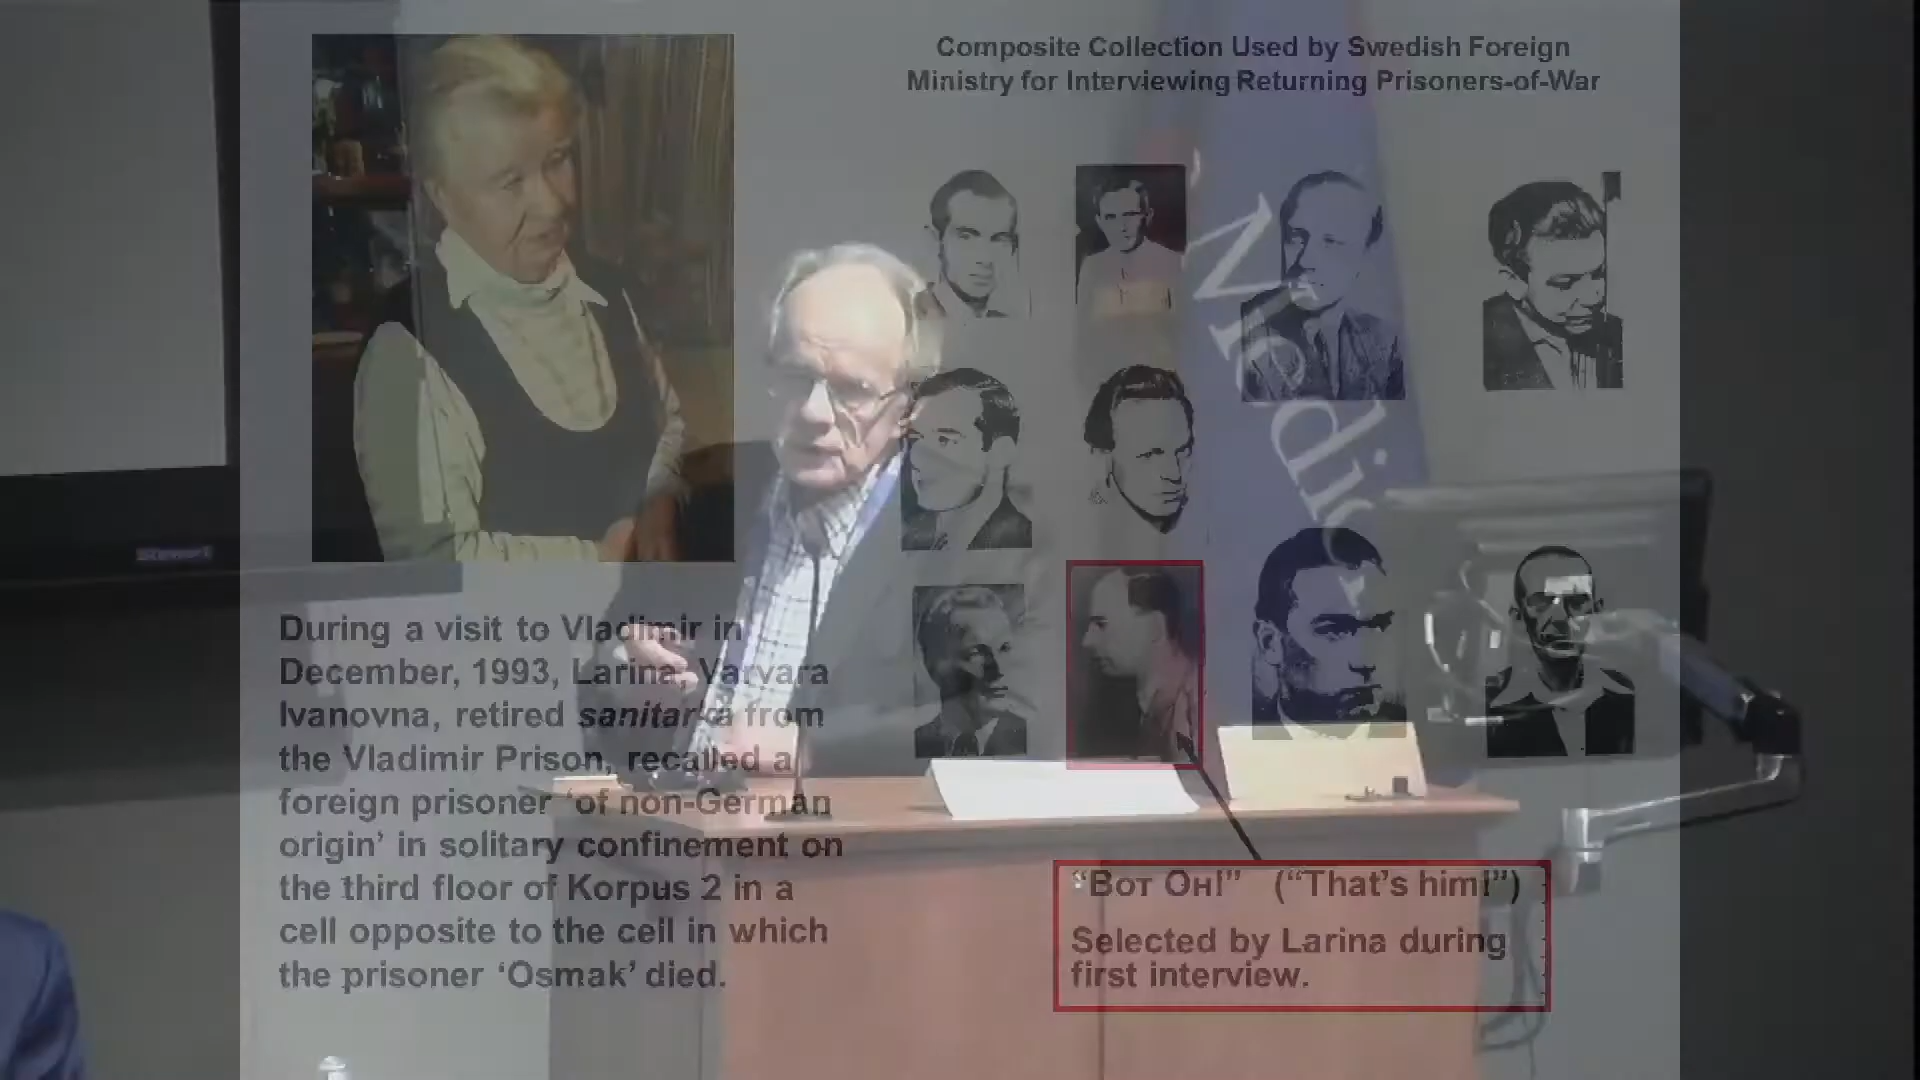 Composite Collection Used by Swedish Foreign
Ministry for Interviewing Returning Prisoners-of-War
Medic
Stewart
During a visit to Vladimir in
December, 1993, Larina, Varvara
Ivanovna, retired sanitarka from
the Vladimir Prison, recalled a
foreign prisoner ‘of non-German
origin’ in solitary confinement on
the third floor of Korpus 2 in a
cell opposite to the cell in which
the prisoner ‘Osmak’ died.
“Вот Он!” (“That’s him!”)
Selected by Larina during
first interview.